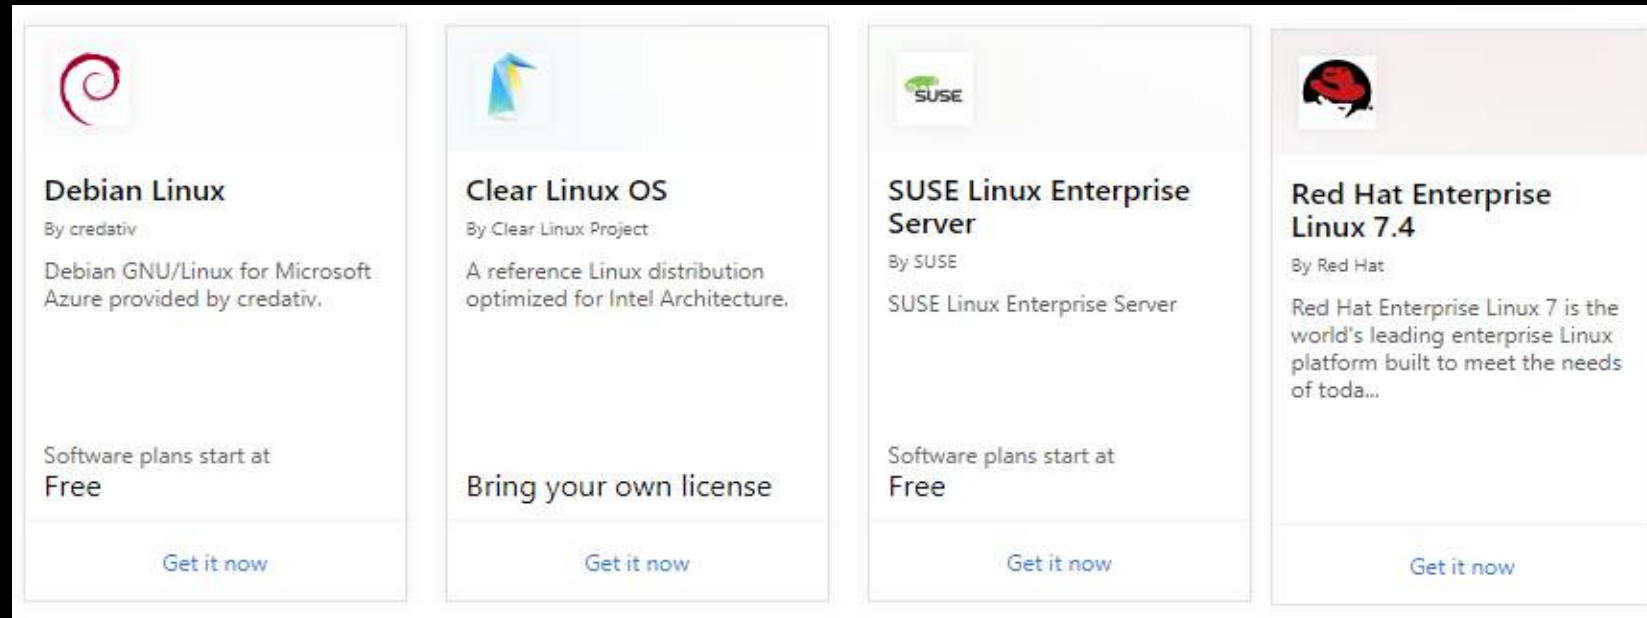 Debian Linux
By credativ
Debian GNU/Linux for Microsoft
Azure provided by credativ.
Software plans start at
Free
Get it now
Clear Linux OS
By Clear Linux Project
A reference Linux distribution
optimized for Intel Architecture.
Bring your own license
Get it now
SUSE
SUSE Linux Enterprise
Server
By SUSE
SUSE Linux Enterprise Server
Software plans start at
Free
Get it now
Red Hat Enterprise
Linux 7.4
By Red Hat
Red Hat Enterprise Linux 7 is the
world's leading enterprise Linux
platform built to meet the needs
of toda...
Get it now